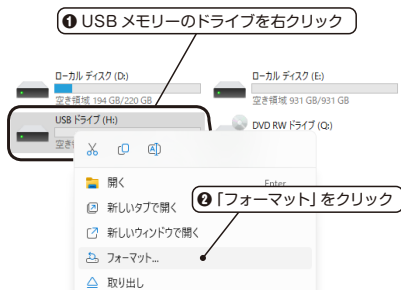 ❶ USB メモリーのドライブを右クリック
ローカル ディスク (D:)
空き領域 194 GB/220 GB
ローカル ディスク (E:)
空き領域 931 GB/931 GB
USB ドライブ (H:)
空き
DVD RW ドライブ (Q:)
開く Enter
新しいタブで開く
❷「フォーマット」をクリック
新しいウィンドウで開く
フォーマット...
取り出し